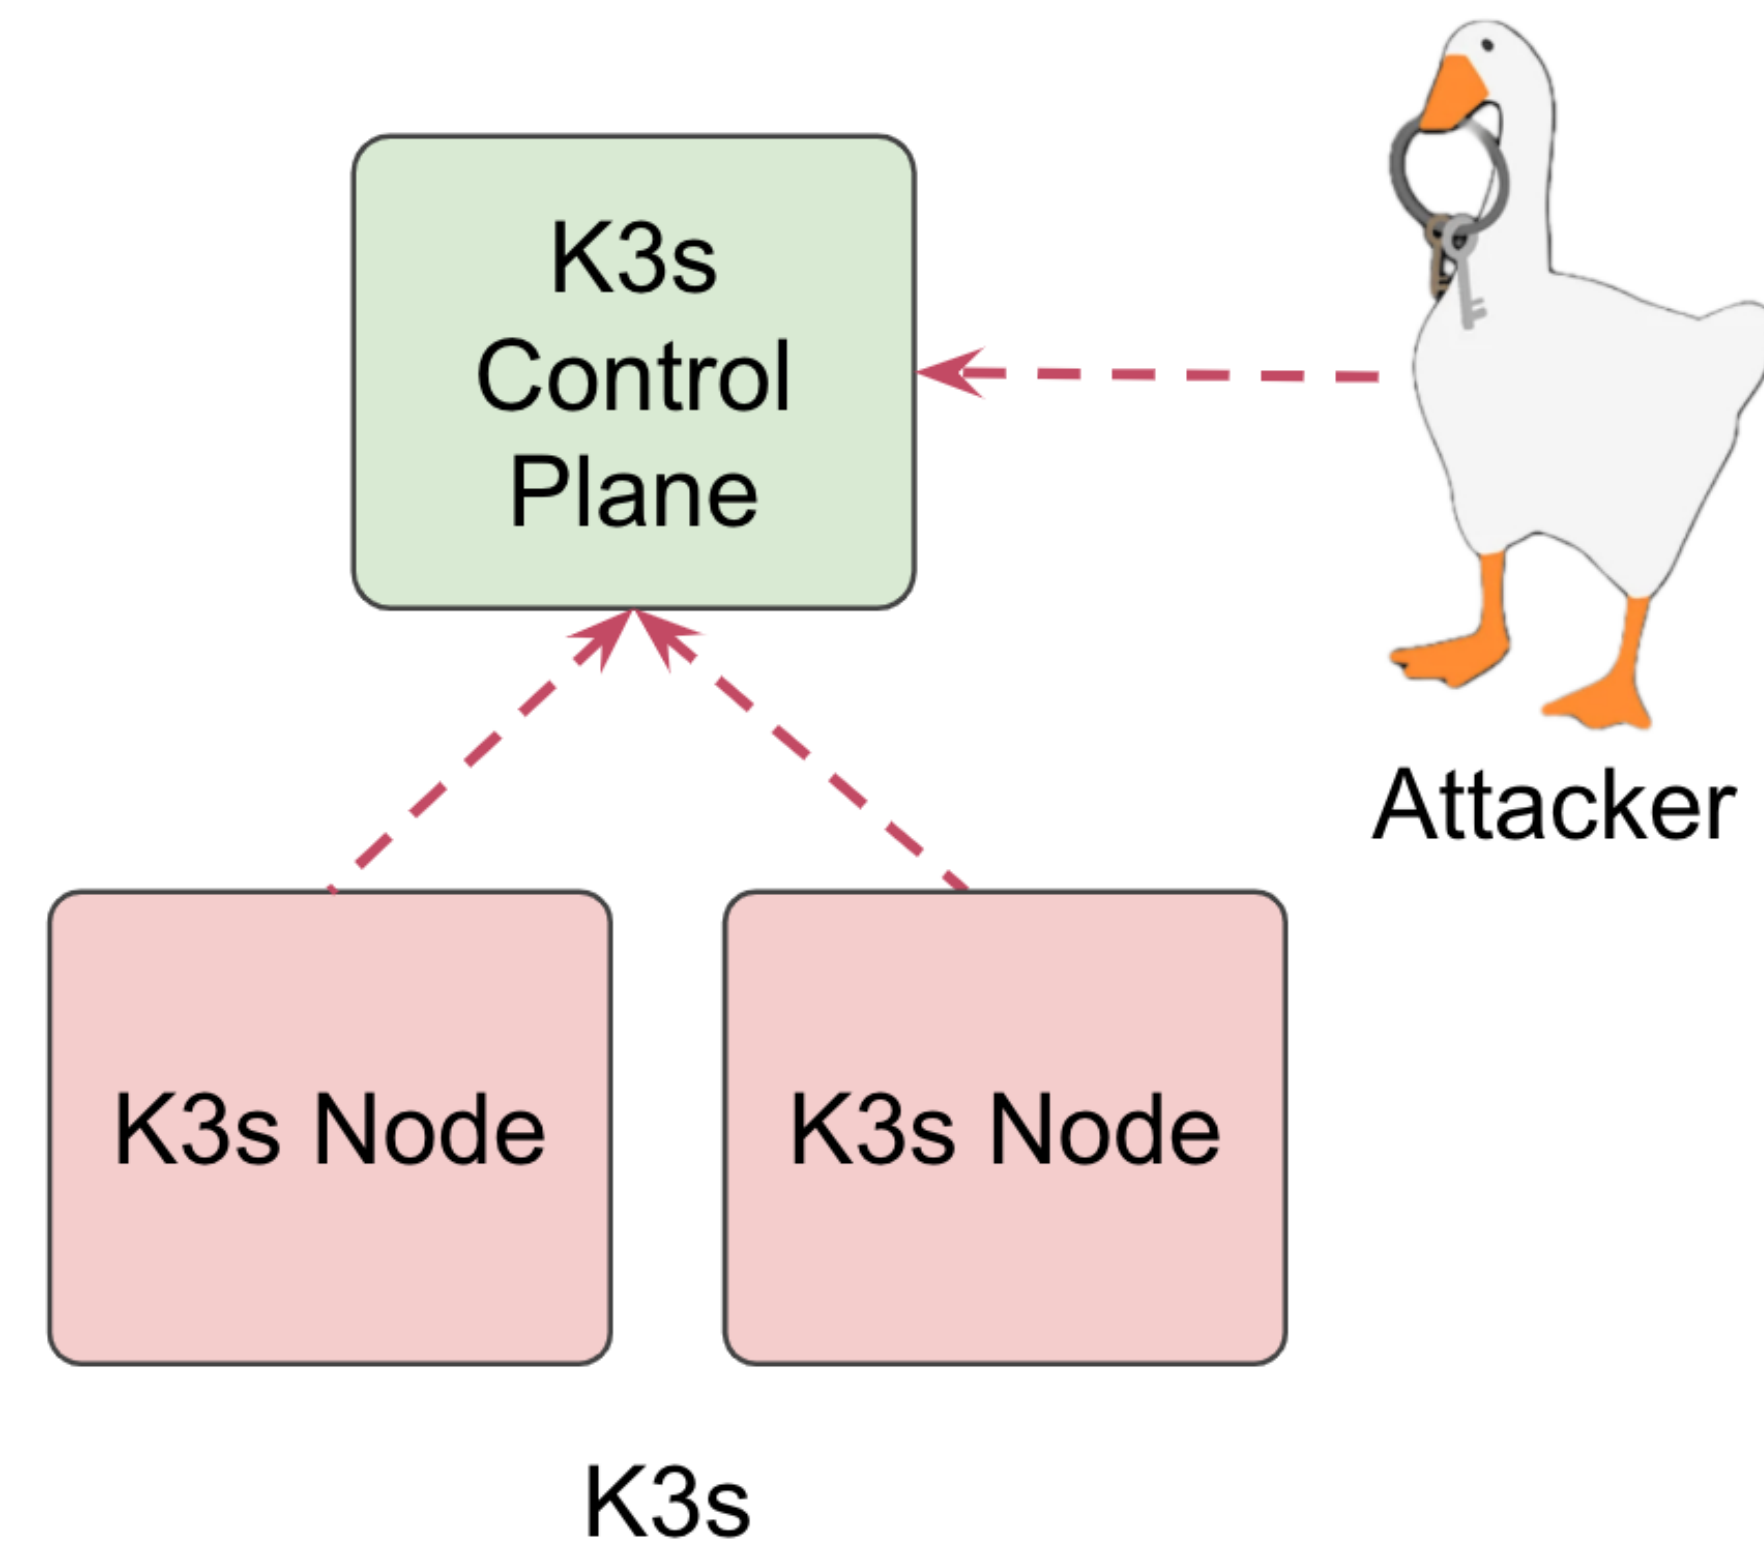 K3s
Control
Plane
Attacker
K3s Node
K3s Node
K3s